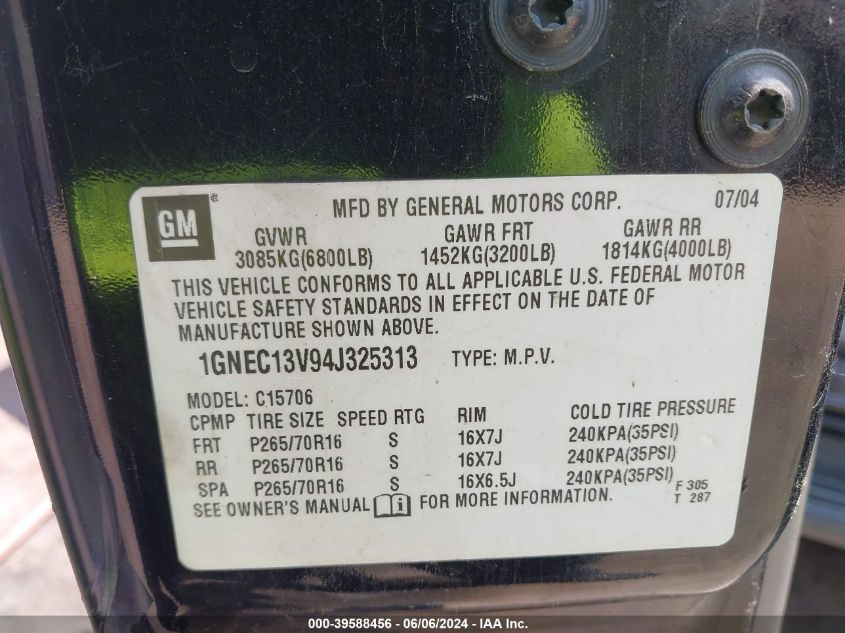 GM ®
MFD BY GENERAL MOTORS CORP. 07/04
GVWR GAWR FRT GAWR RR
3085KG(6800LB) 1452KG(3200LB) 1814KG(4000LB)
THIS VEHICLE CONFORMS TO ALL APPLICABLE U.S. FEDERAL MOTOR
VEHICLE SAFETY STANDARDS IN EFFECT ON THE DATE OF
MANUFACTURE SHOWN ABOVE.
1GNEC13V94J325313 TYPE: M.P.V.
MODEL: C15706
CPMP TIRE SIZE SPEED RTG RIM COLD TIRE PRESSURE
FRT P265/70R16 S 16X7J 240KPA(35PSI)
RR P265/70R16 S 16X7J 240KPA(35PSI)
SPA P265/70R16 S 16X6.5J 240KPA(35PSI)
F 305
SEE OWNER'S MANUAL i FOR MORE INFORMATION. T 287
000-39588456 - 06/06/2024 - IAA Inc.